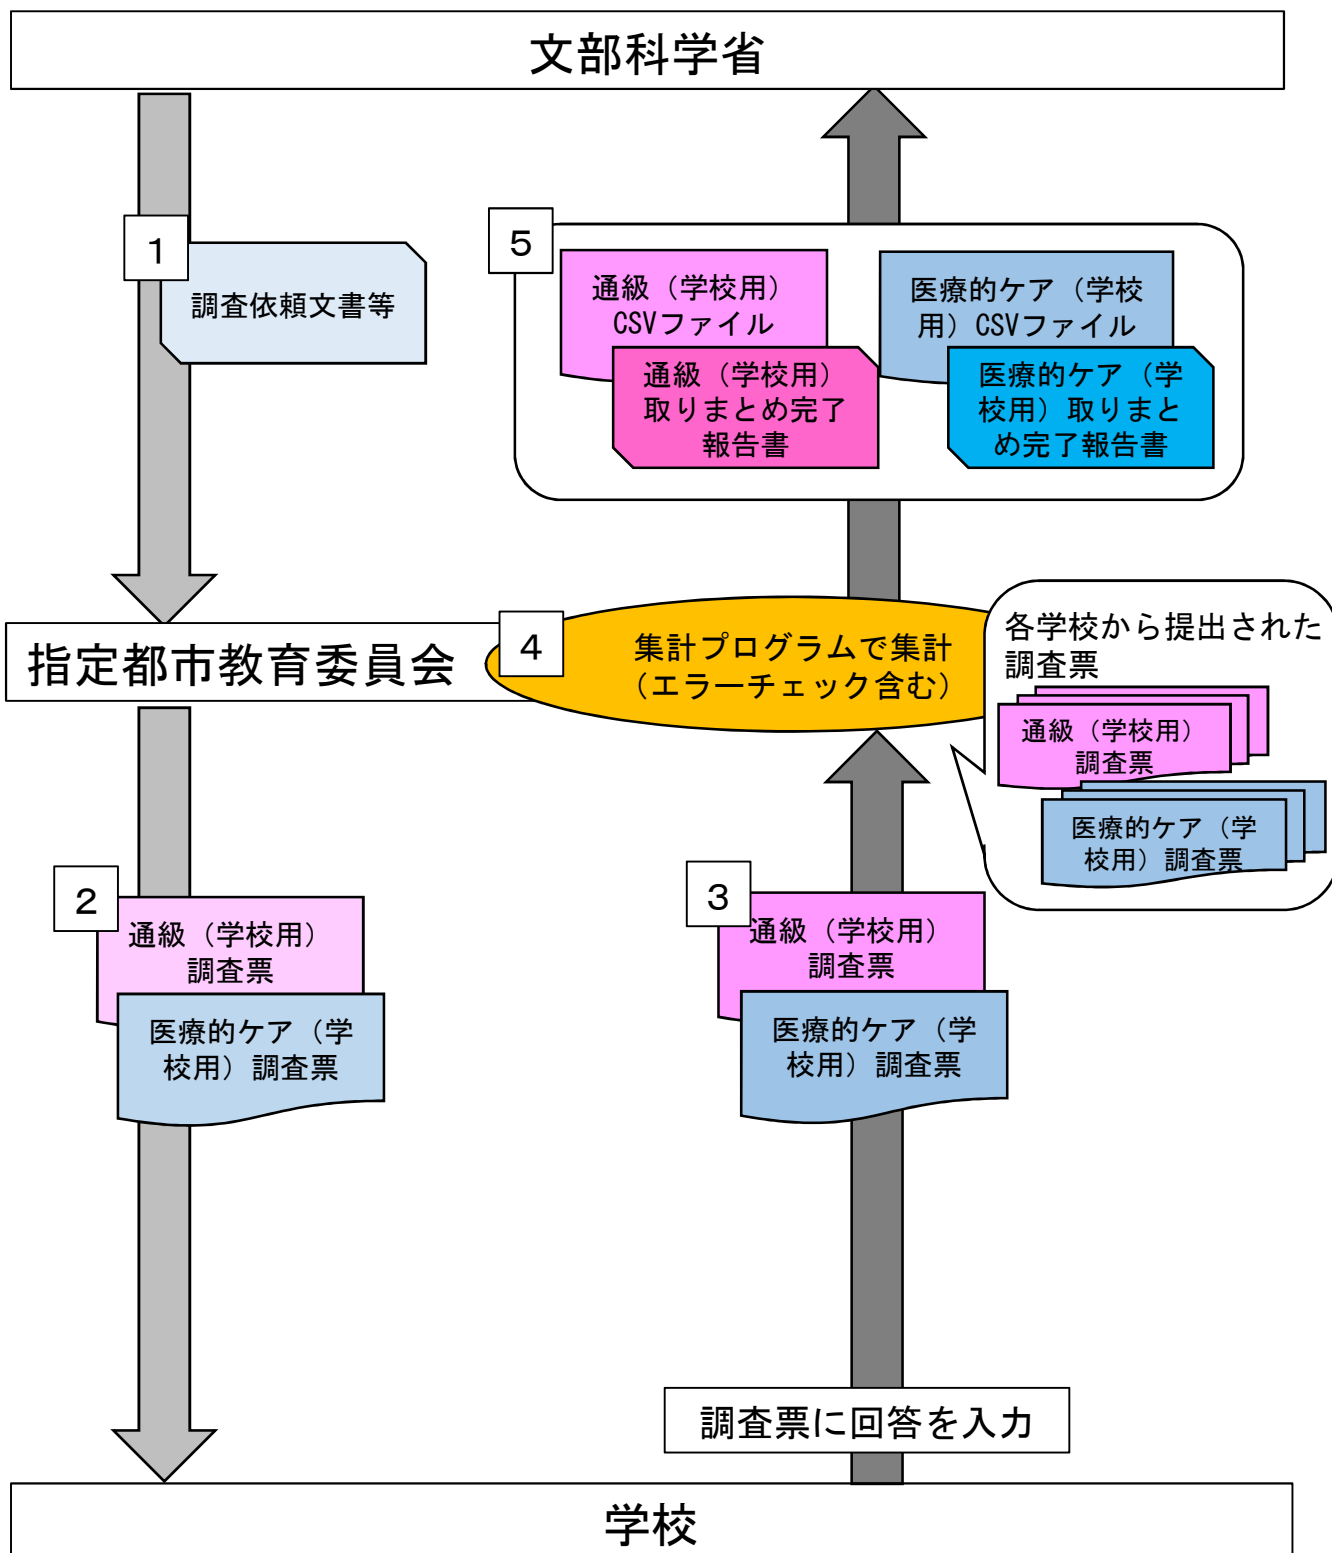 文部科学省
1
調査依頼文書等
5
通級（学校用）
CSVファイル
医療的ケア（学校
用）CSVファイル
通級（学校用）
取りまとめ完了
報告書
医療的ケア（学
校用）取りまと
め完了報告書
指定都市教育委員会
4
集計プログラムで集計
（エラーチェック含む）
各学校から提出された
調査票
通級（学校用）
調査票
医療的ケア（学
校用）調査票
2
通級（学校用）
調査票
医療的ケア（学
校用）調査票
3
通級（学校用）
調査票
医療的ケア（学
校用）調査票
調査票に回答を入力
学校